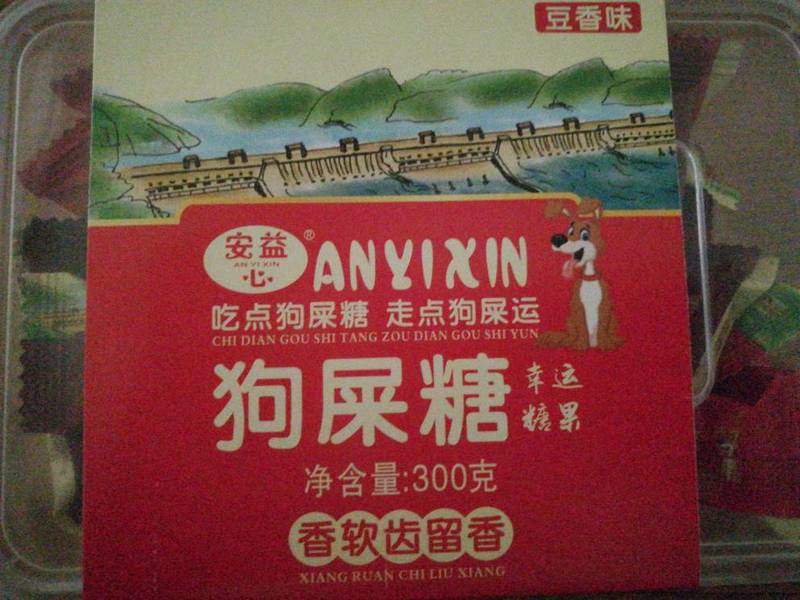 豆香味
安益
AN YI XIN
心
®
ANYIXIN
吃点狗屎糖 走点狗屎运
CHI DIAN GOU SHI TANG ZOU DIAN GOU SHI YUN
狗屎糖
幸运
糖果
净含量:300克
香软齿留香
XIANG RUAN CHI LIU XIANG